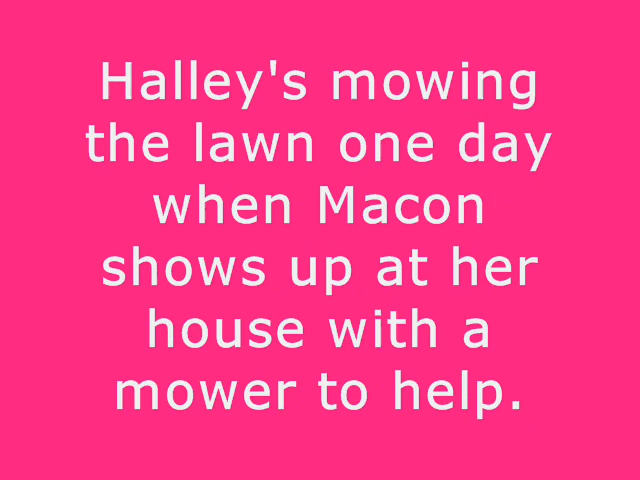 Halley's mowing
the lawn one day
when Macon
shows up at her
house with a
mower to help.